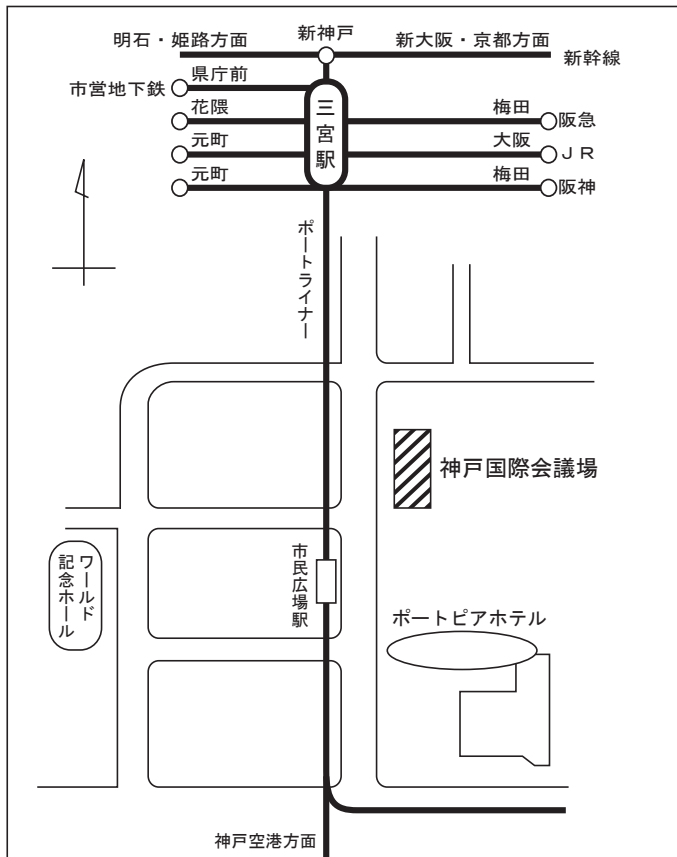 新神戸
明石・姫路方面
新大阪・京都方面
新幹線
市営地下鉄
県庁前
花隈
梅田
阪急
元町
大阪
ＪＲ
元町
梅田
阪神
三宮駅
ポートライナー
神戸国際会議場
市民広場駅
ワールド
記念ホール
ポートピアホテル
神戸空港方面